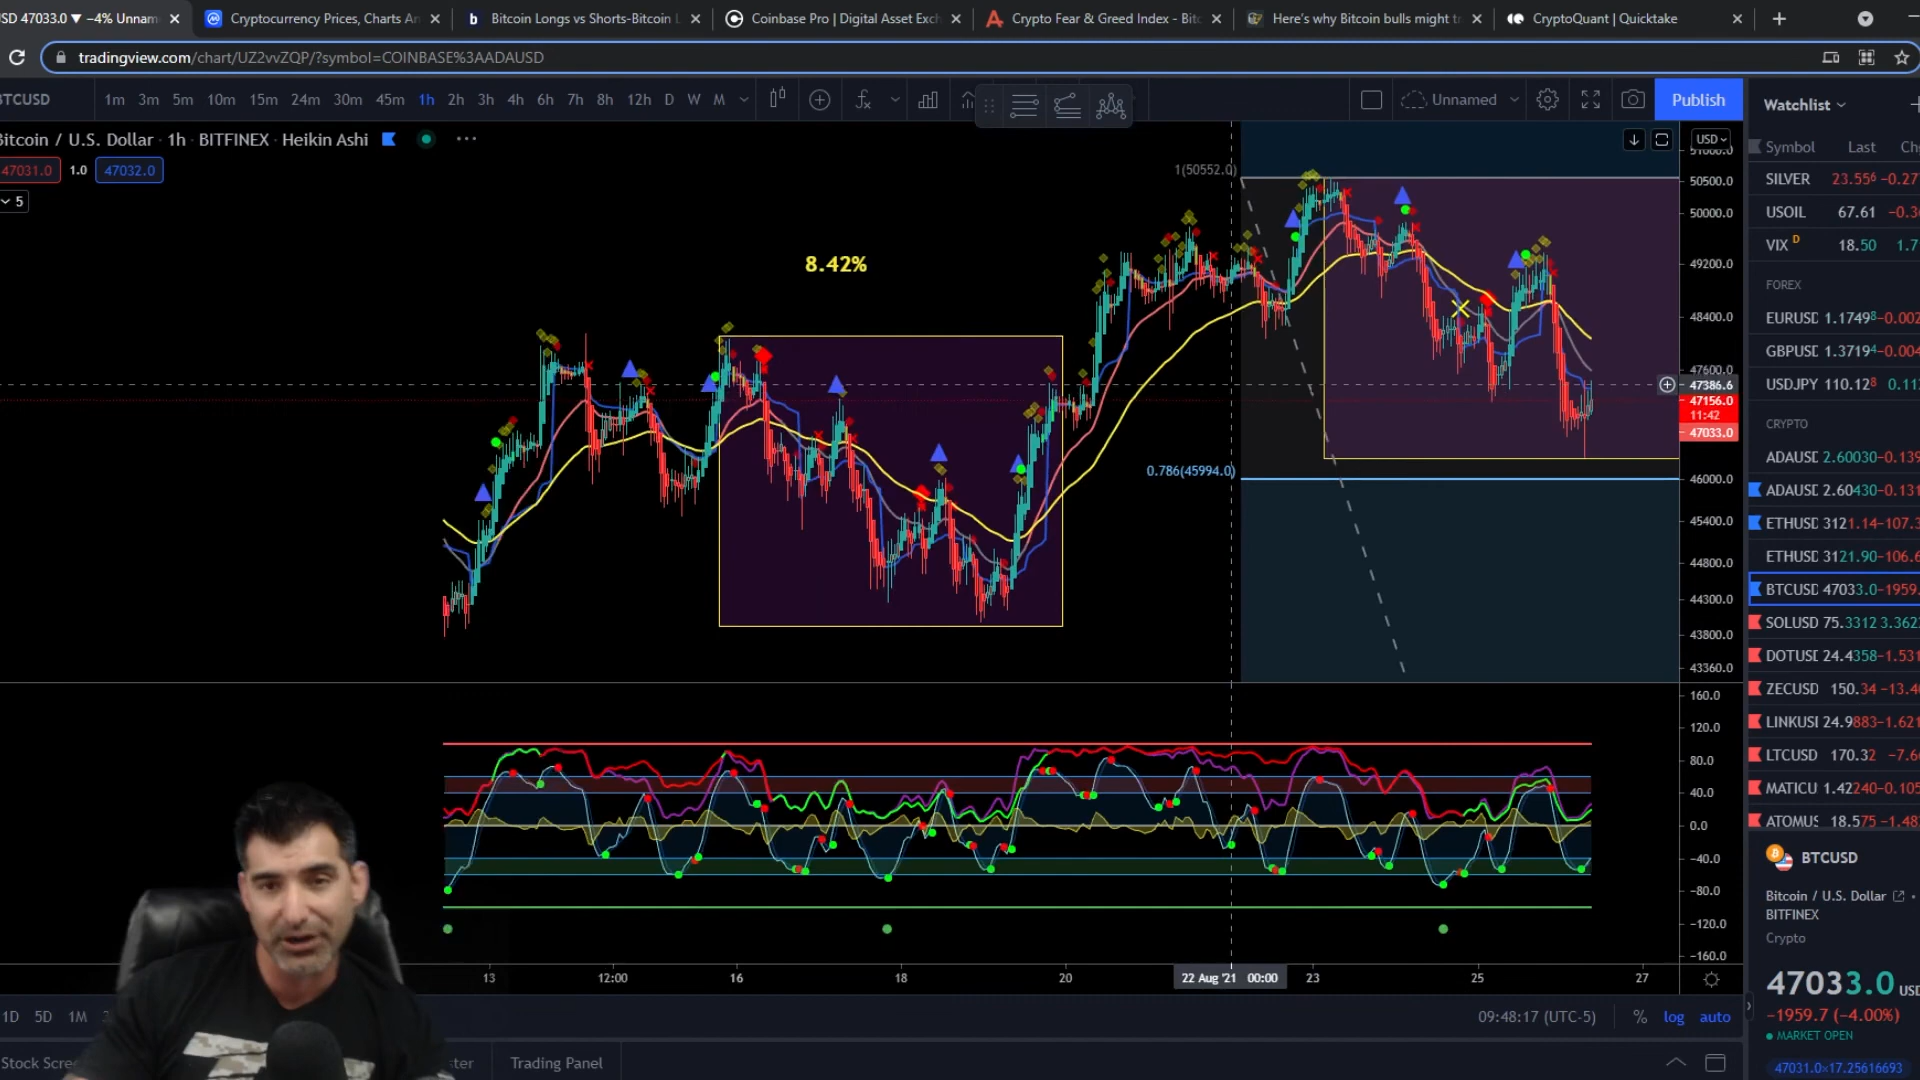 SD 47033.0 ▼ −4% Unnam
Cryptocurrency Prices, Charts An
Bitcoin Longs vs Shorts-Bitcoin L
Coinbase Pro | Digital Asset Exch
Crypto Fear & Greed Index - Bitc
Here's why Bitcoin bulls might tr
CryptoQuant | Quicktake
tradingview.com/chart/UZ2vvZQP/?symbol=COINBASE%3AADAUSD
BTCUSD 1m 3m 5m 10m 15m 24m 30m 45m 1h 2h 3h 4h 6h 7h 8h 12h D W M
Unnamed
Publish
Watchlist
Bitcoin / U.S. Dollar · 1h · BITFINEX · Heikin Ashi
47031.0 1.0 47032.0
5
USD
1(50552.0)
8.42%
0.786(45994.0)
51000.0
50500.0
50000.0
49200.0
48400.0
47600.0
47386.6
47156.0
11:42
47033.0
46000.0
45400.0
44800.0
44300.0
43800.0
43360.0
160.0
120.0
80.0
40.0
0.0
−40.0
−80.0
−120.0
−160.0
13 12:00 16 18 20 22 Aug '21 00:00 23 25 27
1D 5D 1M
09:48:17 (UTC-5) % log auto
Stock Scre
ster
Trading Panel
Symbol Last Ch
SILVER 23.556 −0.27
USOIL 67.61 −0.3
VIX D 18.50 1.7
FOREX
EURUSD 1.17498 −0.002
GBPUSD 1.37194 −0.004
USDJPY 110.128 0.11
CRYPTO
ADAUSD 2.60030 −0.139
ADAUSD 2.60430 −0.131
ETHUSD 3121.14 −107.3
ETHUSD 3121.90 −106.6
BTCUSD 47033.0 −1959.
SOLUSD 75.3312 3.362
DOTUSD 24.4358 −1.531
ZECUSD 150.34 −13.4
LINKUSI 24.9883 −1.621
LTCUSD 170.32 −7.6
MATICU 1.42240 −0.105
ATOMUS 18.575 −1.48
BTCUSD
Bitcoin / U.S. Dollar
BITFINEX
Crypto
47033.0 USD
−1959.7 (−4.00%)
MARKET OPEN
47031.0×17.25616693